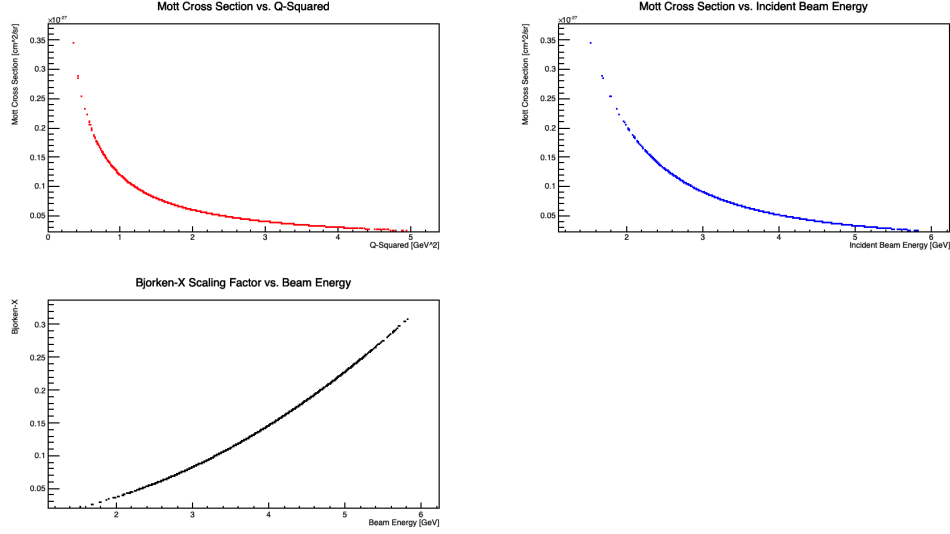 Mott Cross Section vs. Q-Squared
Mott Cross Section [cm^2/sr]
0.35
0.3
0.25
0.2
0.15
0.1
0.05
0 1 2 3 4 5
Q-Squared [GeV^2]
Mott Cross Section vs. Incident Beam Energy
Mott Cross Section [cm^2/sr]
0.35
0.3
0.25
0.2
0.15
0.1
0.05
2 3 4 5 6
Incident Beam Energy [GeV]
Bjorken-X Scaling Factor vs. Beam Energy
Bjorken-X
0.3
0.25
0.2
0.15
0.1
0.05
2 3 4 5 6
Beam Energy [GeV]